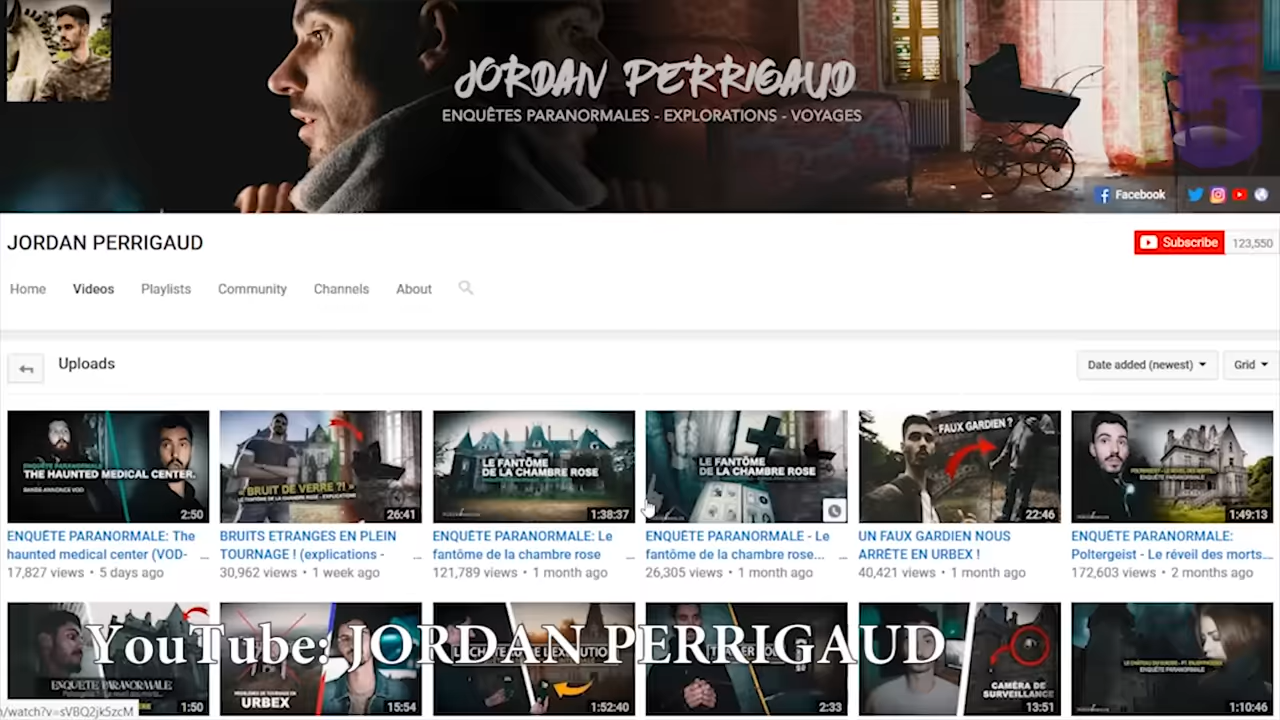 JORDAN PERRIGAUD
ENQUÊTES PARANORMALES - EXPLORATIONS - VOYAGES
5
Facebook
JORDAN PERRIGAUD
Subscribe 123,550
Home Videos Playlists Community Channels About
Uploads
Date added (newest) Grid
THE HAUNTED MEDICAL CENTER.
2:50
« BRUIT DE VERRE ?! »
26:41
LE FANTÔME
DE LA CHAMBRE ROSE
1:38:37
LE FANTÔME
DE LA CHAMBRE ROSE
FAUX GARDIEN ?
22:46
ENQUÊTE PARANORMALE
1:49:13
ENQUÊTE PARANORMALE: The
haunted medical center (VOD-
17,827 views • 5 days ago
BRUITS ETRANGES EN PLEIN
TOURNAGE ! (explications -
30,962 views • 1 week ago
ENQUÊTE PARANORMALE: Le
fantôme de la chambre rose
121,789 views • 1 month ago
ENQUÊTE PARANORMALE - Le
fantôme de la chambre rose...
26,305 views • 1 month ago
UN FAUX GARDIEN NOUS
ARRÊTE EN URBEX !
40,421 views • 1 month ago
ENQUÊTE PARANORMALE:
Poltergeist - Le réveil des morts....
172,603 views • 2 months ago
YouTube: JORDAN PERRIGAUD
ENQUETE PARANORMALE
1:50
URBEX
15:54
1:52:40
2:33
CAMÉRA DE
SURVEILLANCE
13:51
ENQUÊTE PARANORMALE
1:10:46
/watch?v=sVBQ2jk5zcM